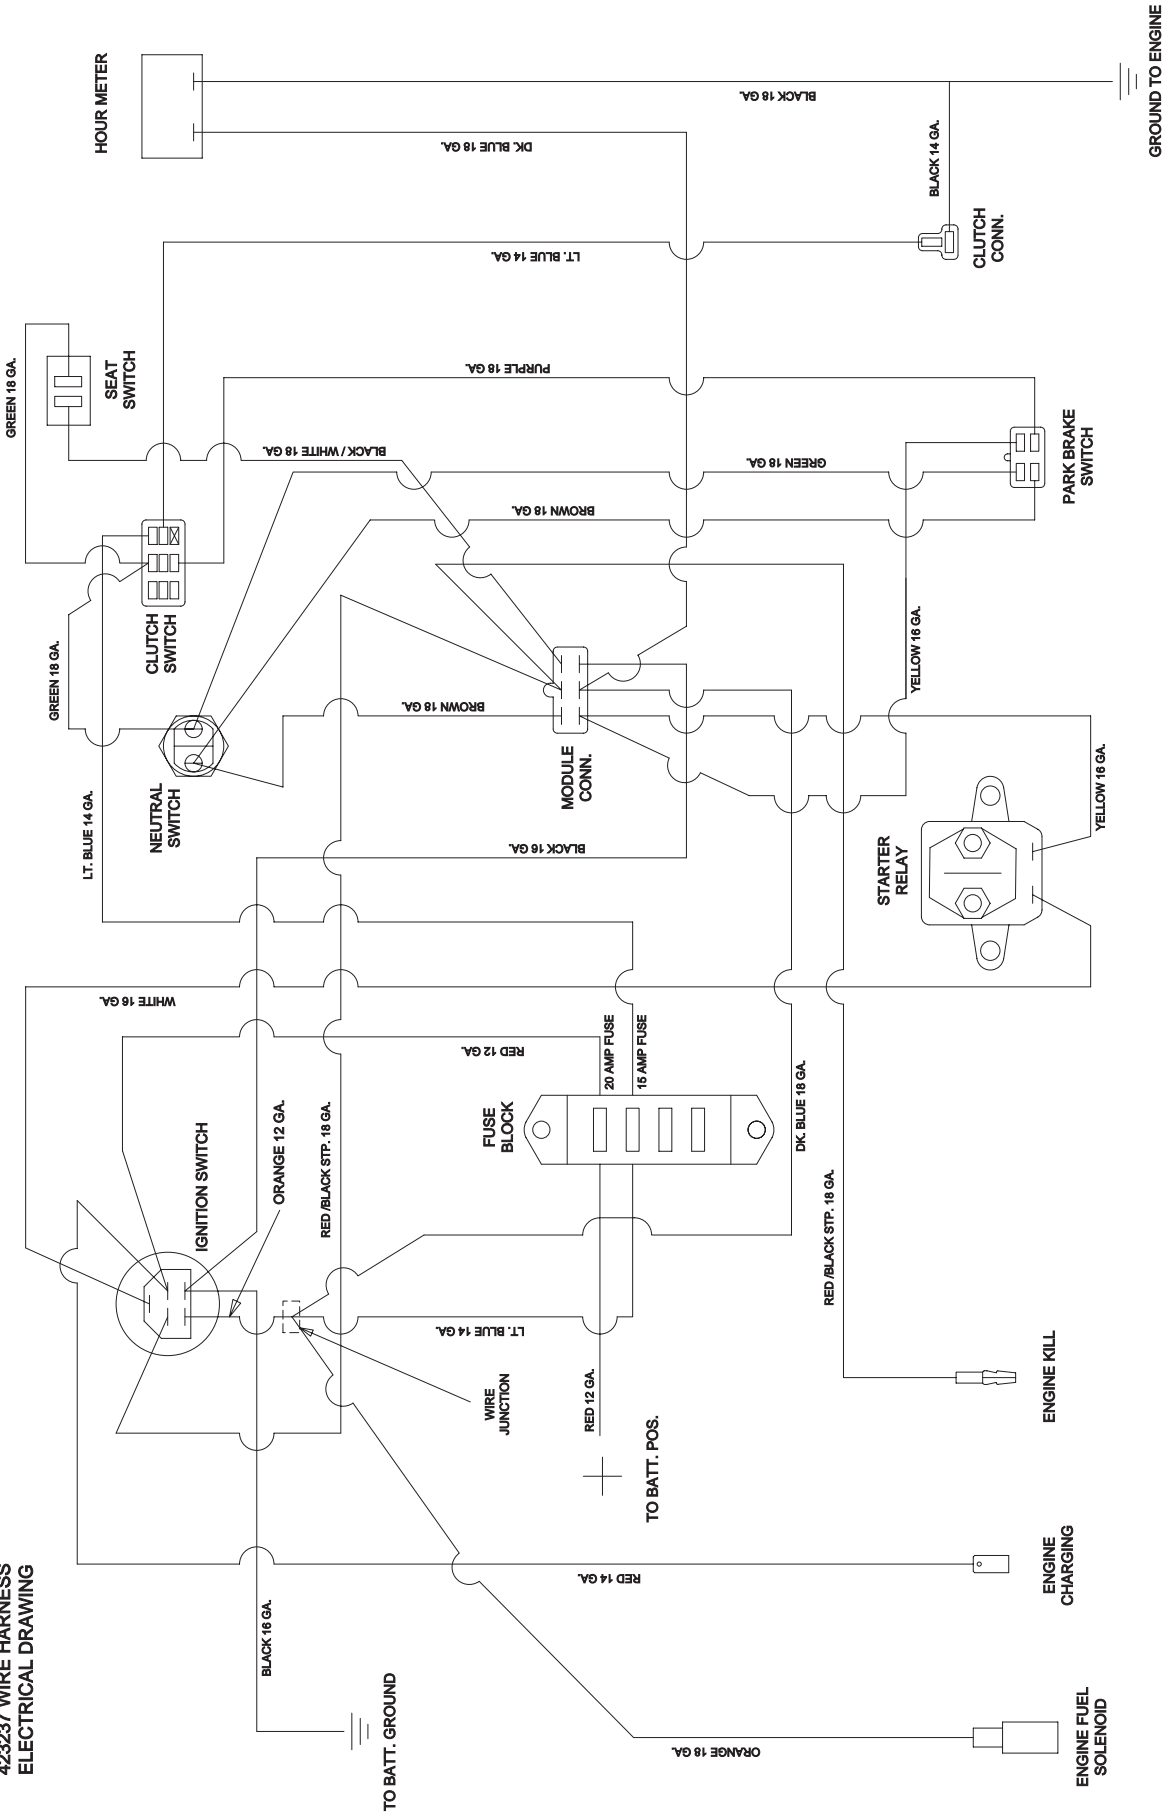 423237 WIRE HARNESS
ELECTRICAL DRAWING
HOUR METER
BLACK 18 GA.
DK. BLUE 18 GA.
BLACK 14 GA.
GROUND TO ENGINE
CLUTCH
CONN.
LT. BLUE 14 GA.
GREEN 18 GA.
SEAT
SWITCH
PURPLE 18 GA.
BLACK / WHITE 18 GA.
GREEN 18 GA.
BROWN 18 GA.
PARK BRAKE
SWITCH
CLUTCH
SWITCH
GREEN 18 GA.
NEUTRAL
SWITCH
BROWN 18 GA.
MODULE
CONN.
YELLOW 16 GA.
YELLOW 16 GA.
LT. BLUE 14 GA.
BLACK 16 GA.
STARTER
RELAY
WHITE 16 GA.
RED 12 GA.
20 AMP FUSE
15 AMP FUSE
FUSE
BLOCK
IGNITION SWITCH
ORANGE 12 GA.
RED /BLACK STP. 18 GA.
DK. BLUE 18 GA.
RED /BLACK STP. 18 GA.
LT. BLUE 14 GA.
WIRE
JUNCTION
RED 12 GA.
TO BATT. POS.
ENGINE KILL
RED 14 GA.
ENGINE
CHARGING
BLACK 16 GA.
TO BATT. GROUND
ORANGE 18 GA.
ENGINE FUEL
SOLENOID